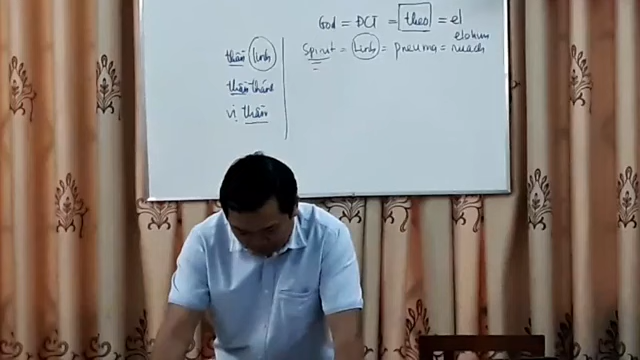 God = ĐCT = theo = el
elohim
Spirit = Linh = pneuma = ruach
thần linh
thần thánh
vị thần